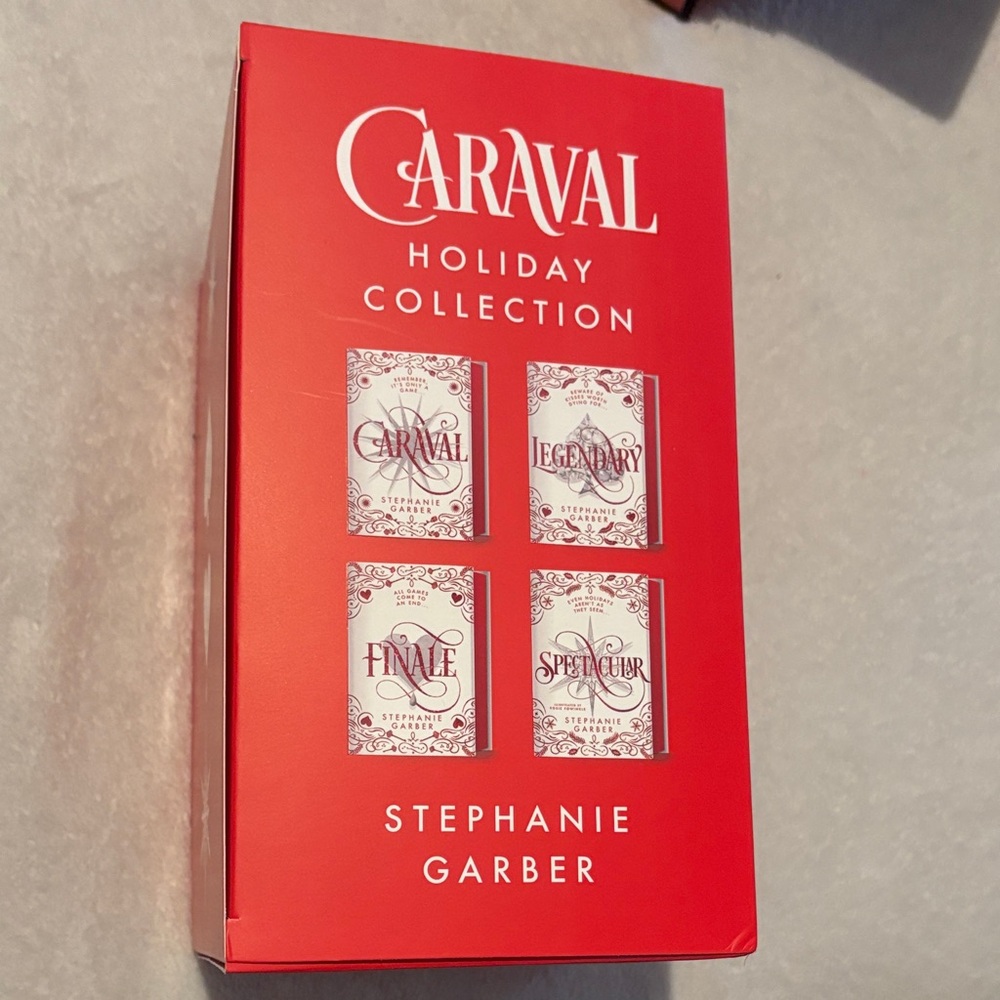 CARAVAL
HOLIDAY
COLLECTION
REMEMBER,
IT'S ONLY A
GAME...
CARAVAL
STEPHANIE
GARBER
BEWARE OF
KISSES WORTH
DYING FOR...
LEGENDARY
STEPHANIE
GARBER
ALL GAMES
COME TO
AN END...
FINALE
STEPHANIE
GARBER
EVEN HOLIDAYS
AREN'T AS
THEY SEEM...
SPECTACULAR
ILLUSTRATED BY
STEPHANIE
GARBER
STEPHANIE
GARBER